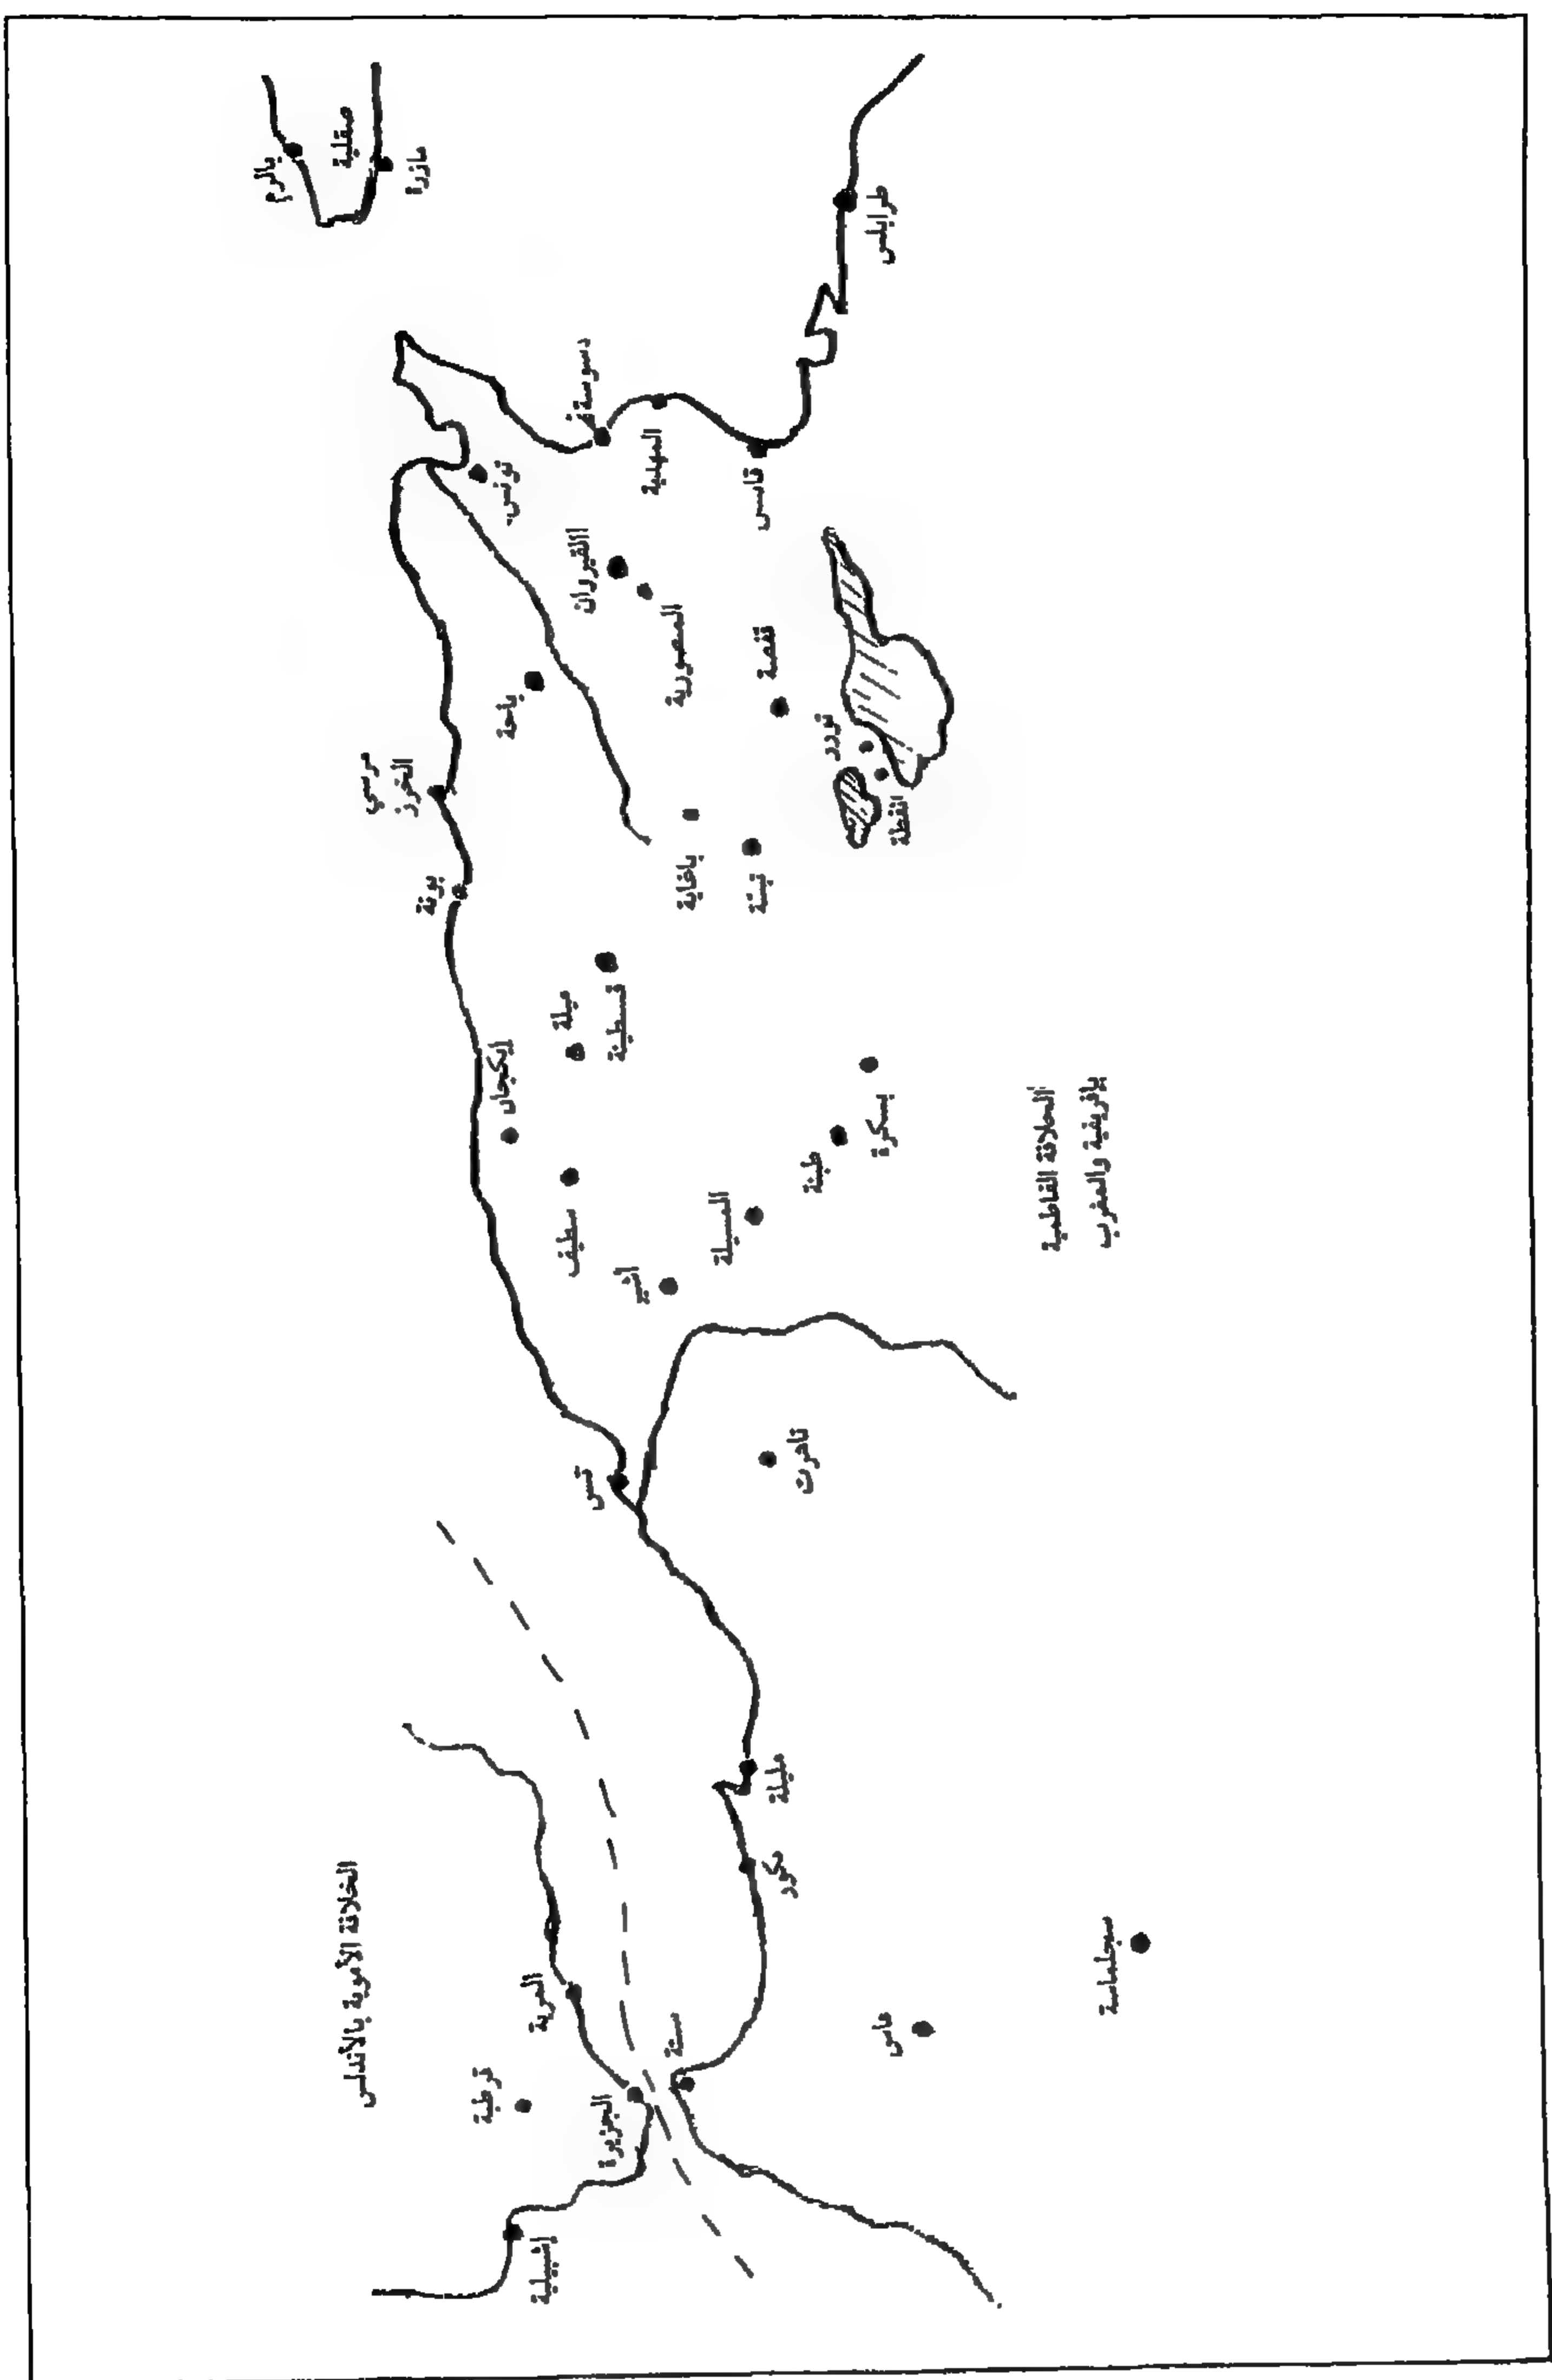 بالرم
صقلية
مازرة
طرابلس
سوسة
المهدية
قابس
تونس
القيروان
المنصورية
قفصة
باجة
توزر
نفطة
مرسى
الخرز
بونة
باغاية
تبسة
ميلة
قسنطينة
ايكجان
بسكرة
طبنة
سطيف
المسيلة
أشير
الخلافة الفاطمية
بافريقية والمغرب
تاهرت
تنس
مليلة
نكور
الخلافة الأموية بالأندلس
المرية
سبتة
فاس
سجلماسة
قرطبة
الجزيرة
إشبيلية